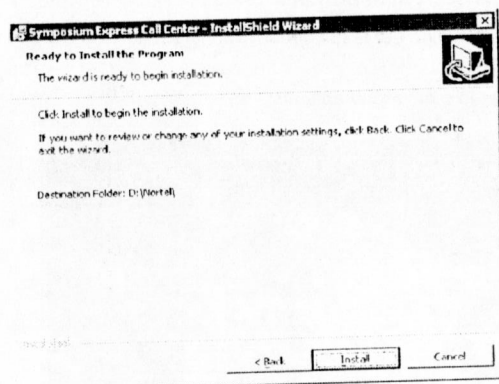 Symposium Express Call Center - InstallShield Wizard
Ready to Install the Program
The wizard is ready to begin installation.
Click Install to begin the installation.
If you want to review or change any of your installation settings, click Back. Click Cancel to
exit the wizard.
Destination Folder: D:\Nortel\
InstallShield
< Back
Install
Cancel